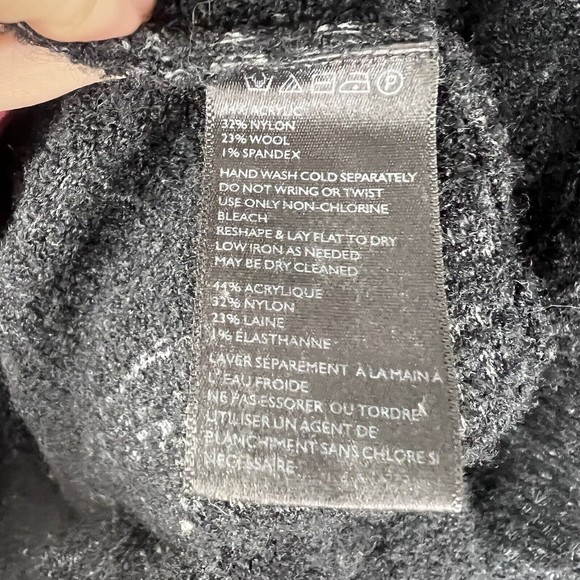 44% ACRYLIC
32% NYLON
23% WOOL
1% SPANDEX
HAND WASH COLD SEPARATELY
DO NOT WRING OR TWIST
USE ONLY NON-CHLORINE
BLEACH
RESHAPE & LAY FLAT TO DRY
LOW IRON AS NEEDED
MAY BE DRY CLEANED
44% ACRYLIQUE
32% NYLON
23% LAINE
1% ÉLASTHANNE
LAVER SÉPAREMENT À LA MAIN A
L'EAU FROIDE
NE PAS ESSORER OU TORDRE
UTILISER UN AGENT DE
BLANCHIMENT SANS CHLORE SI
NÉCESSAIRE